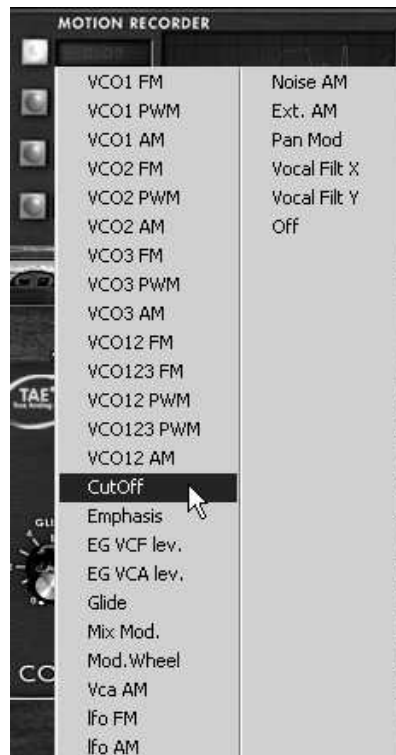 MOTION RECORDER
VCO1 FM
VCO1 PWM
VCO1 AM
VCO2 FM
VCO2 PWM
VCO2 AM
VCO3 FM
VCO3 PWM
VCO3 AM
VCO12 FM
VCO123 FM
VCO12 PWM
VCO123 PWM
VCO12 AM
CutOff
Emphasis
EG VCF lev.
EG VCA lev.
Glide
Mix Mod.
Mod.Wheel
Vca AM
lfo FM
lfo AM
Noise AM
Ext. AM
Pan Mod
Vocal Filt X
Vocal Filt Y
Off
TAE
GLI
CO